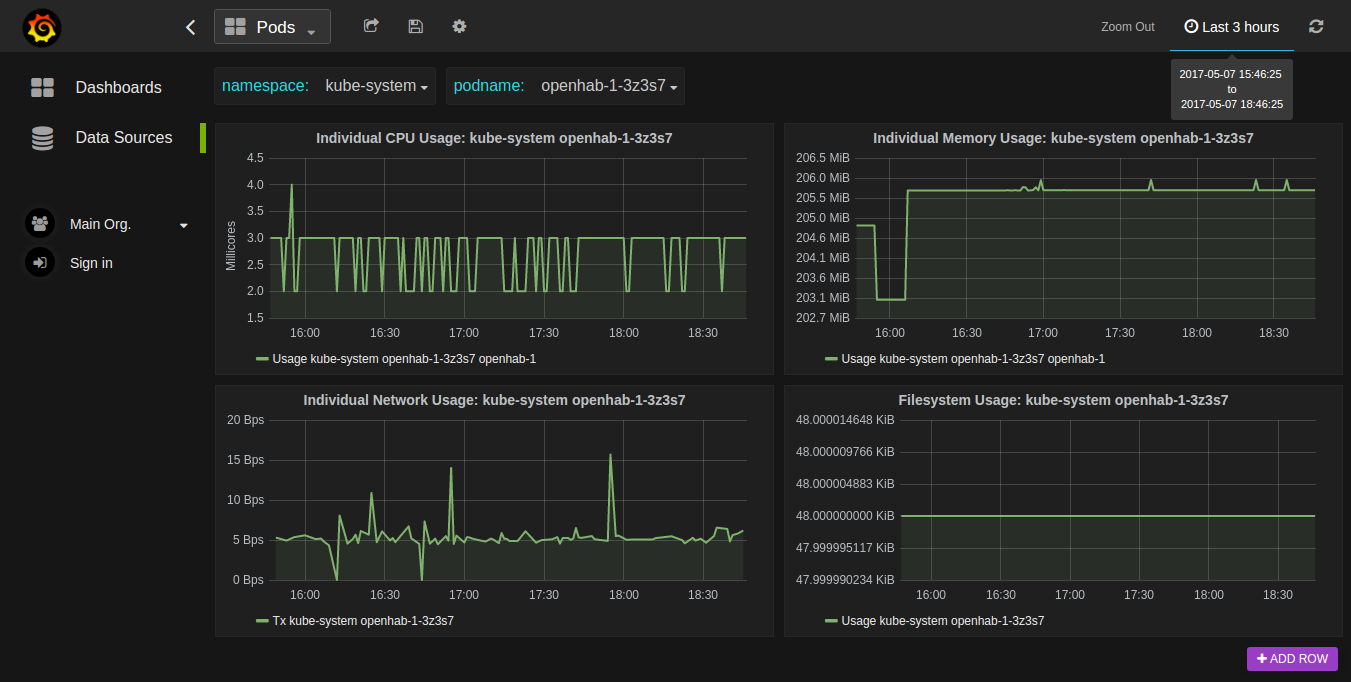 Pods
Zoom Out
Last 3 hours
2017-05-07 15:46:25
to
2017-05-07 18:46:25
Dashboards
Data Sources
Main Org.
Sign in
namespace: kube-system
podname: openhab-1-3z3s7
Individual CPU Usage: kube-system openhab-1-3z3s7
Millicores
4.5
4.0
3.5
3.0
2.5
2.0
1.5
16:00 16:30 17:00 17:30 18:00 18:30
Usage kube-system openhab-1-3z3s7 openhab-1
Individual Memory Usage: kube-system openhab-1-3z3s7
206.5 MiB
206.0 MiB
205.5 MiB
205.0 MiB
204.6 MiB
204.1 MiB
203.6 MiB
203.1 MiB
202.7 MiB
16:00 16:30 17:00 17:30 18:00 18:30
Usage kube-system openhab-1-3z3s7 openhab-1
Individual Network Usage: kube-system openhab-1-3z3s7
20 Bps
15 Bps
10 Bps
5 Bps
0 Bps
16:00 16:30 17:00 17:30 18:00 18:30
Tx kube-system openhab-1-3z3s7
Filesystem Usage: kube-system openhab-1-3z3s7
48.000014648 KiB
48.000009766 KiB
48.000004883 KiB
48.000000000 KiB
47.999995117 KiB
47.999990234 KiB
16:00 16:30 17:00 17:30 18:00 18:30
Usage kube-system openhab-1-3z3s7
+ ADD ROW